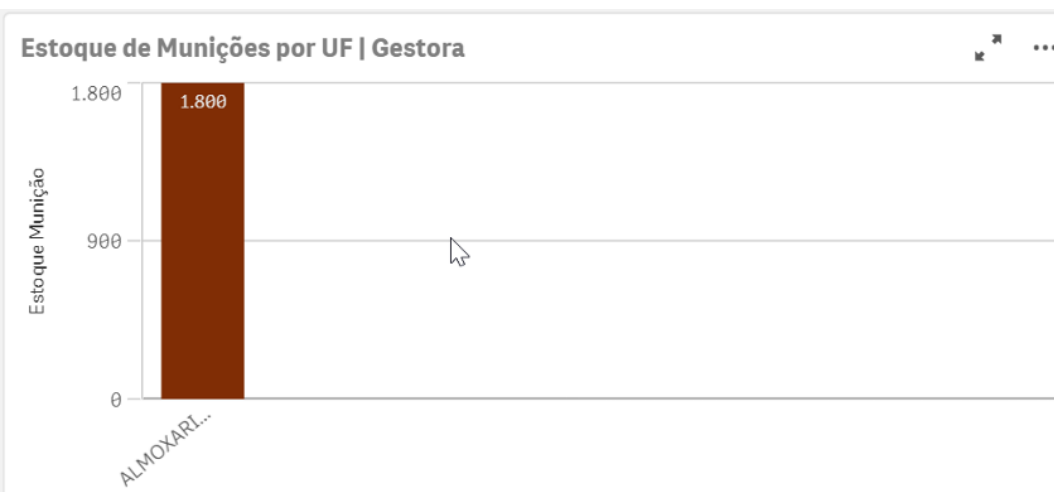 Estoque de Munições por UF | Gestora
1.800
1.800
Estoque Munição
900
0
ALMOXARI...